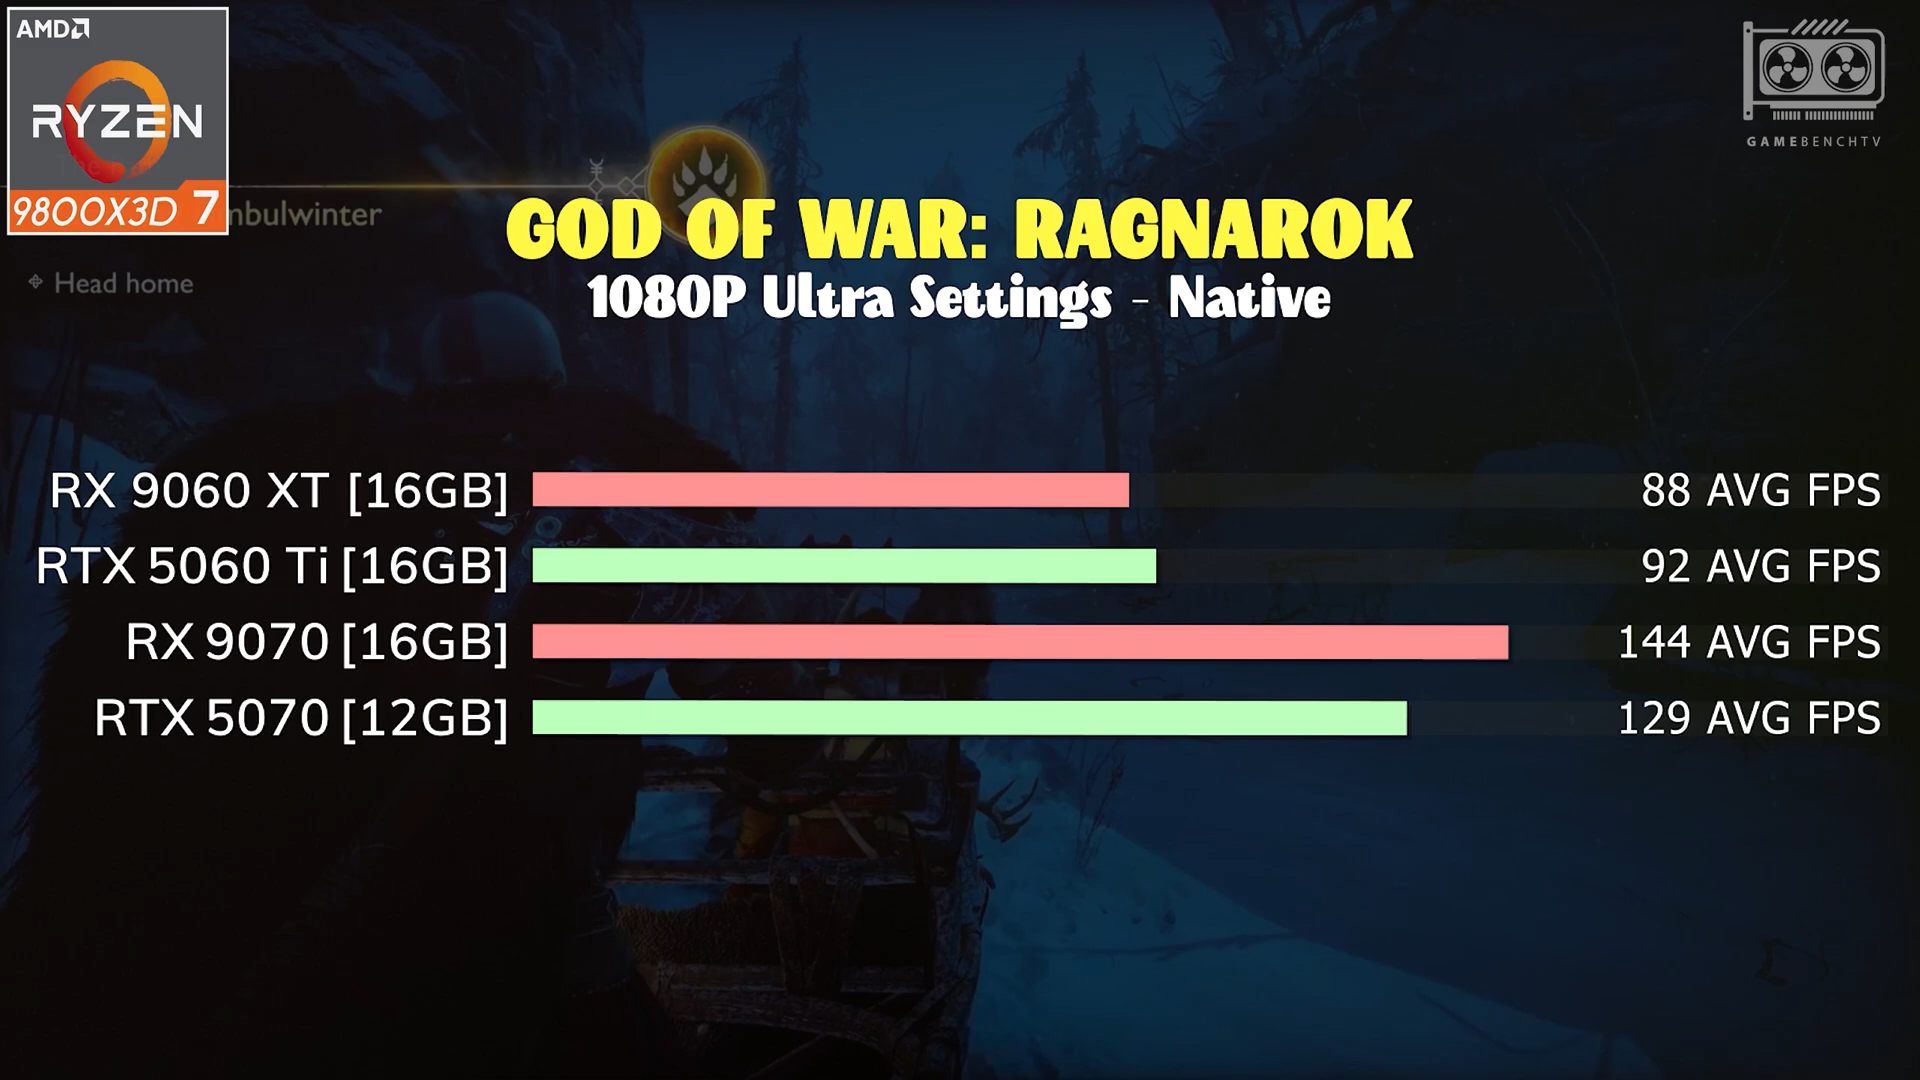 AMD
RYZEN
9800X3D 7
mbulwinter
Head home
GAMEBENCHTV
GOD OF WAR: RAGNAROK
1080P Ultra Settings - Native
RX 9060 XT [16GB] 88 AVG FPS
RTX 5060 Ti [16GB] 92 AVG FPS
RX 9070 [16GB] 144 AVG FPS
RTX 5070 [12GB] 129 AVG FPS